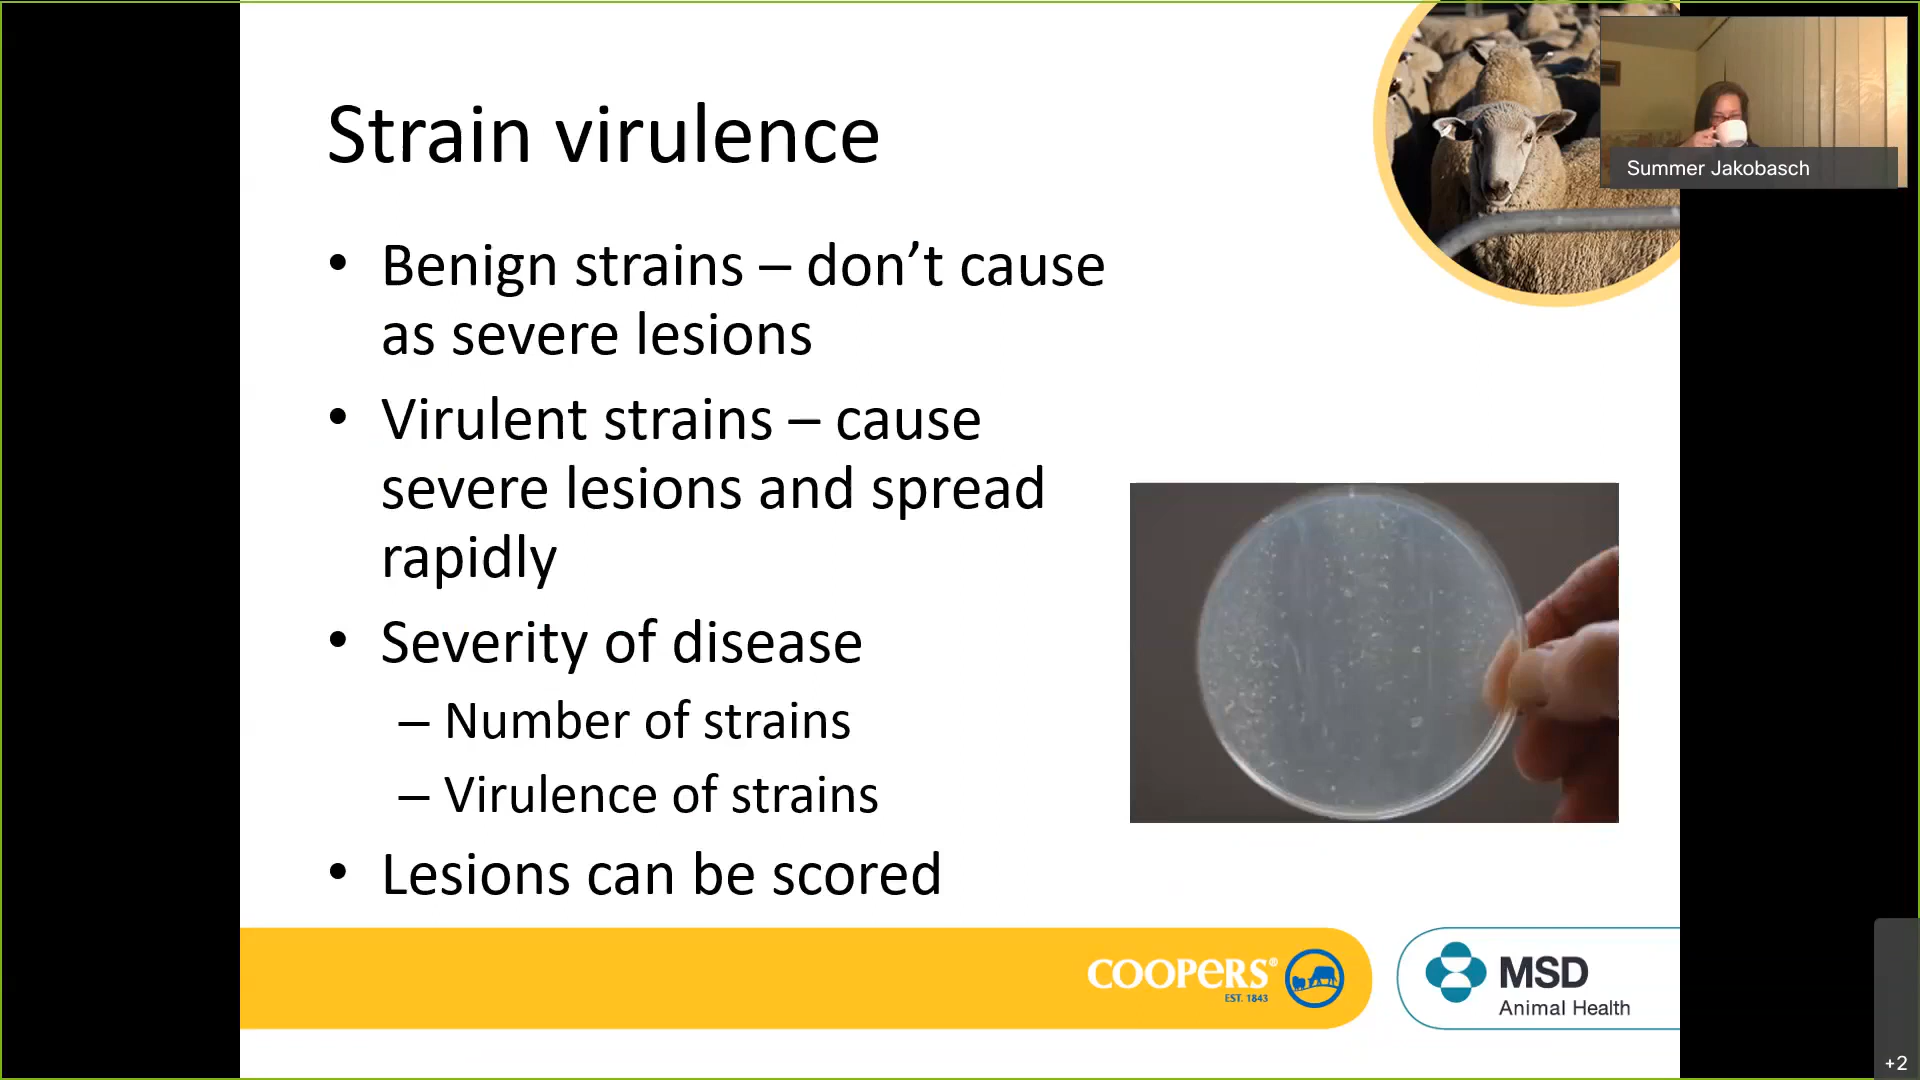 Strain virulence
• Benign strains – don’t cause
as severe lesions
• Virulent strains – cause
severe lesions and spread
rapidly
• Severity of disease
– Number of strains
– Virulence of strains
• Lesions can be scored
Summer Jakobasch
COOPERS®
EST. 1843
MSD
Animal Health
+2